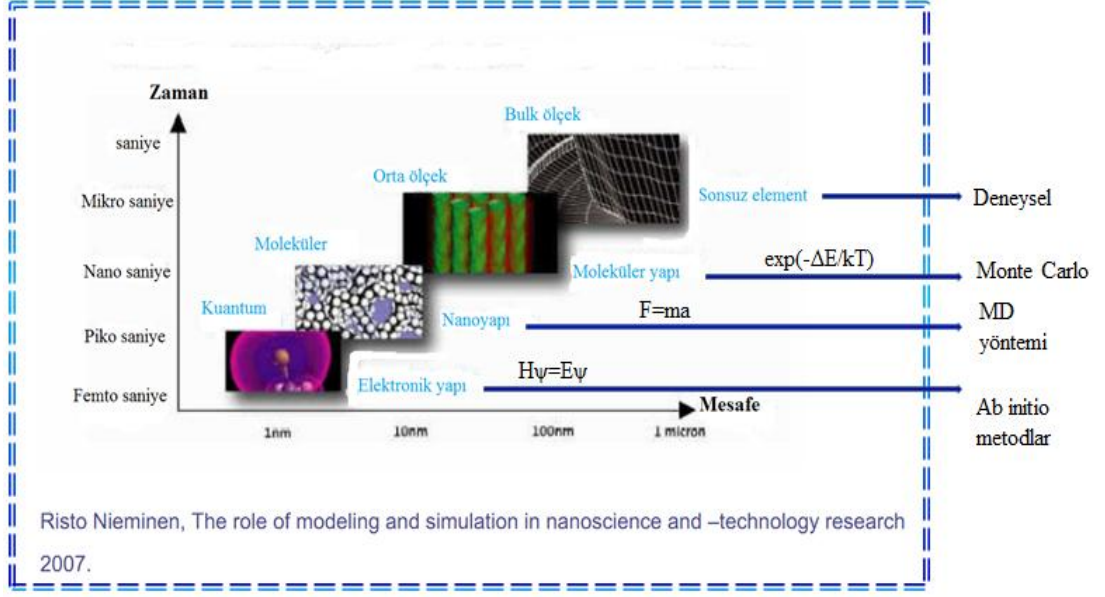 Zaman
Bulk ölçek
saniye
Orta ölçek
Mikro saniye
Sonsuz element
Deneysel
Moleküler
exp(-ΔE/kT)
Nano saniye
Moleküler yapı
Monte Carlo
Kuantum
F=ma
Nanoyapı
MD
yöntemi
Piko saniye
Hψ=Eψ
Elektronik yapı
Femto saniye
Mesafe
Ab initio
metodlar
1nm
10nm
100nm
1 micron
Risto Nieminen, The role of modeling and simulation in nanoscience and –technology research
2007.